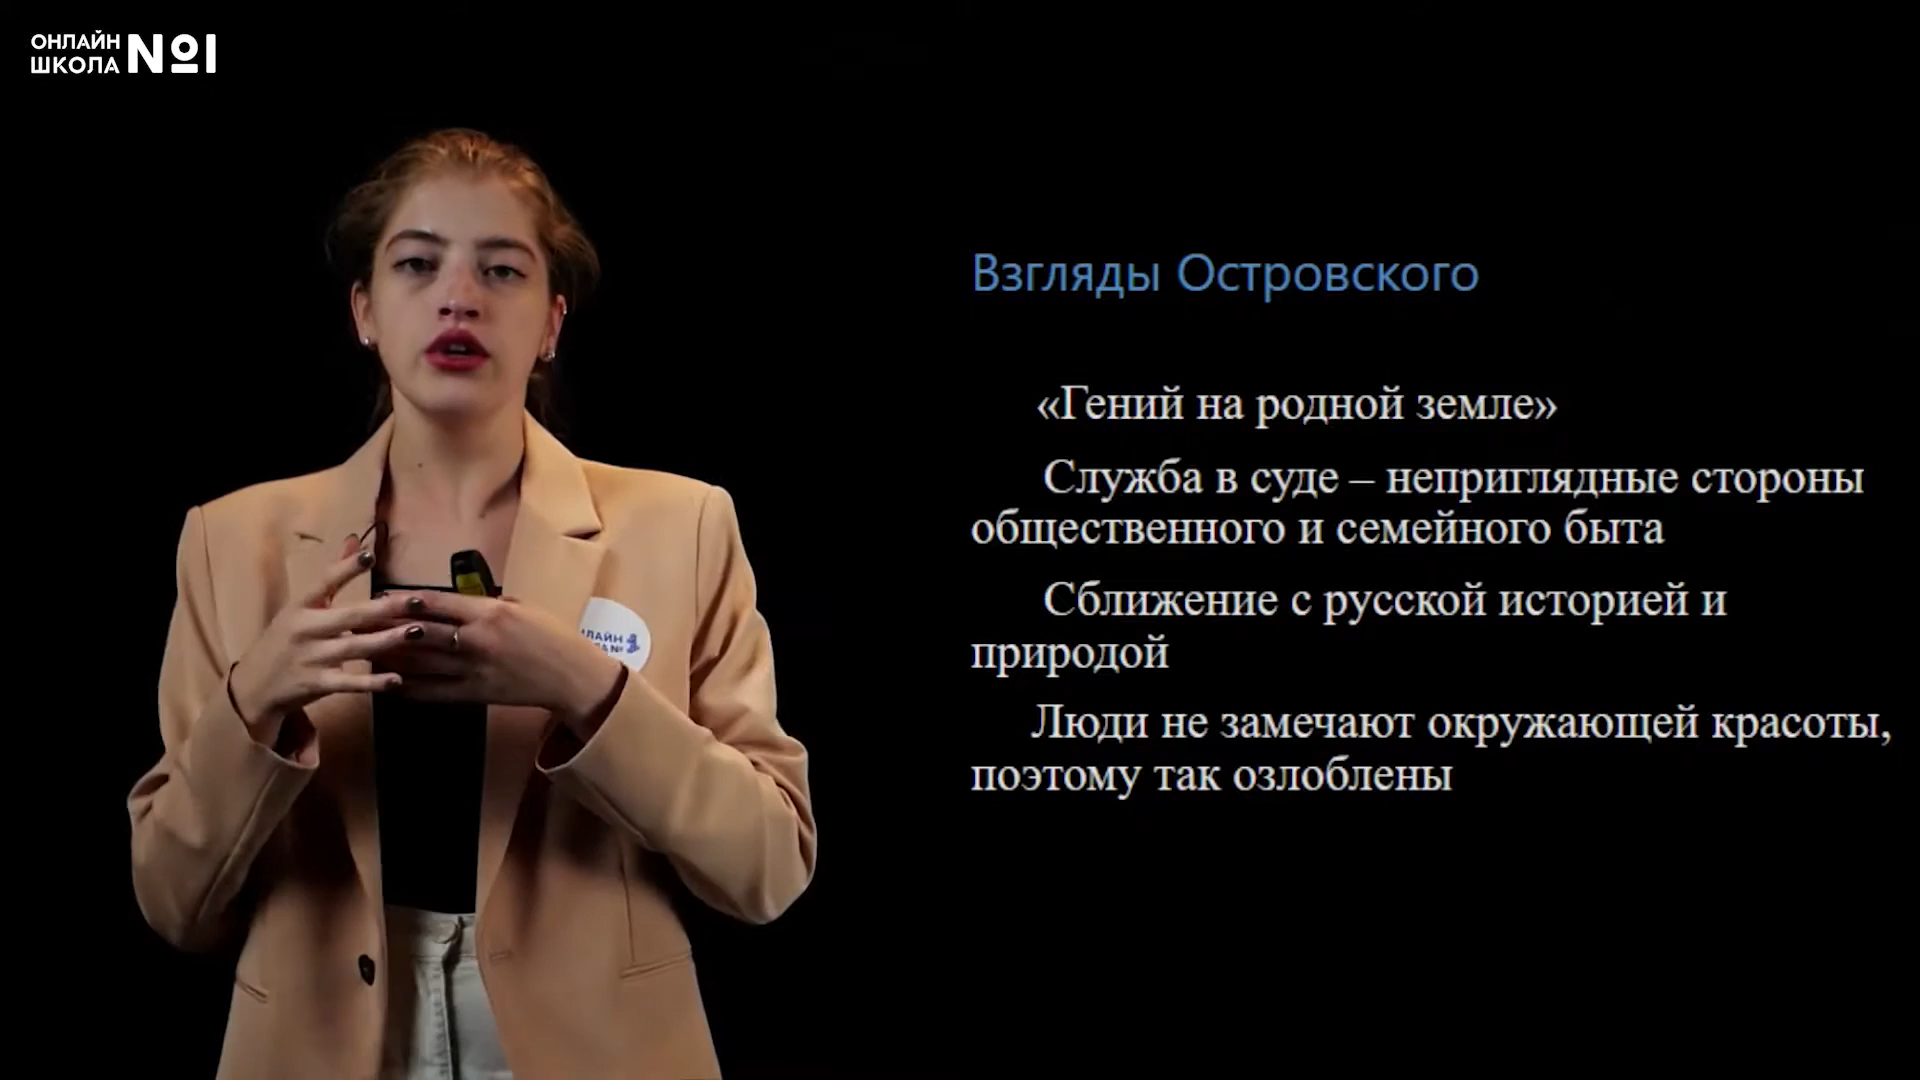 ОНЛАЙН
ШКОЛА №1
Взгляды Островского
«Гений на родной земле»
Служба в суде – неприглядные стороны
общественного и семейного быта
Сближение с русской историей и
природой
Люди не замечают окружающей красоты,
поэтому так озлоблены